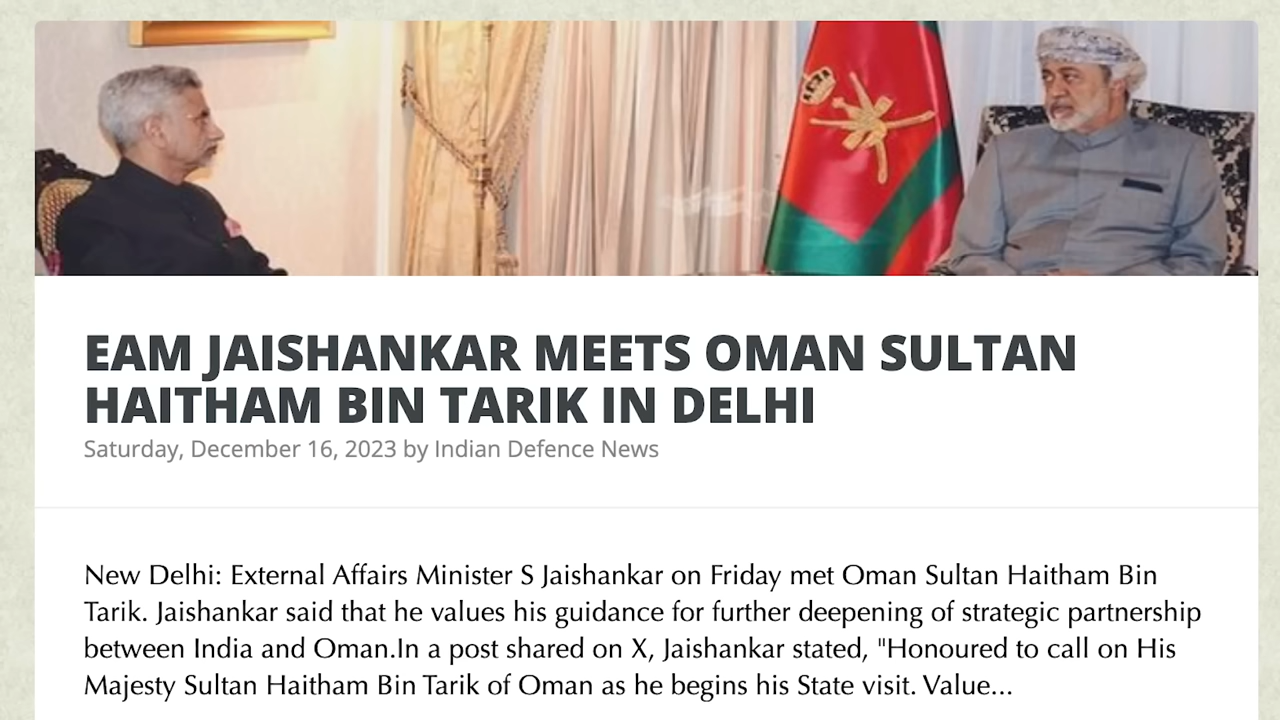 EAM JAISHANKAR MEETS OMAN SULTAN
HAITHAM BIN TARIK IN DELHI
Saturday, December 16, 2023 by Indian Defence News
New Delhi: External Affairs Minister S Jaishankar on Friday met Oman Sultan Haitham Bin
Tarik. Jaishankar said that he values his guidance for further deepening of strategic partnership
between India and Oman.In a post shared on X, Jaishankar stated, "Honoured to call on His
Majesty Sultan Haitham Bin Tarik of Oman as he begins his State visit. Value...